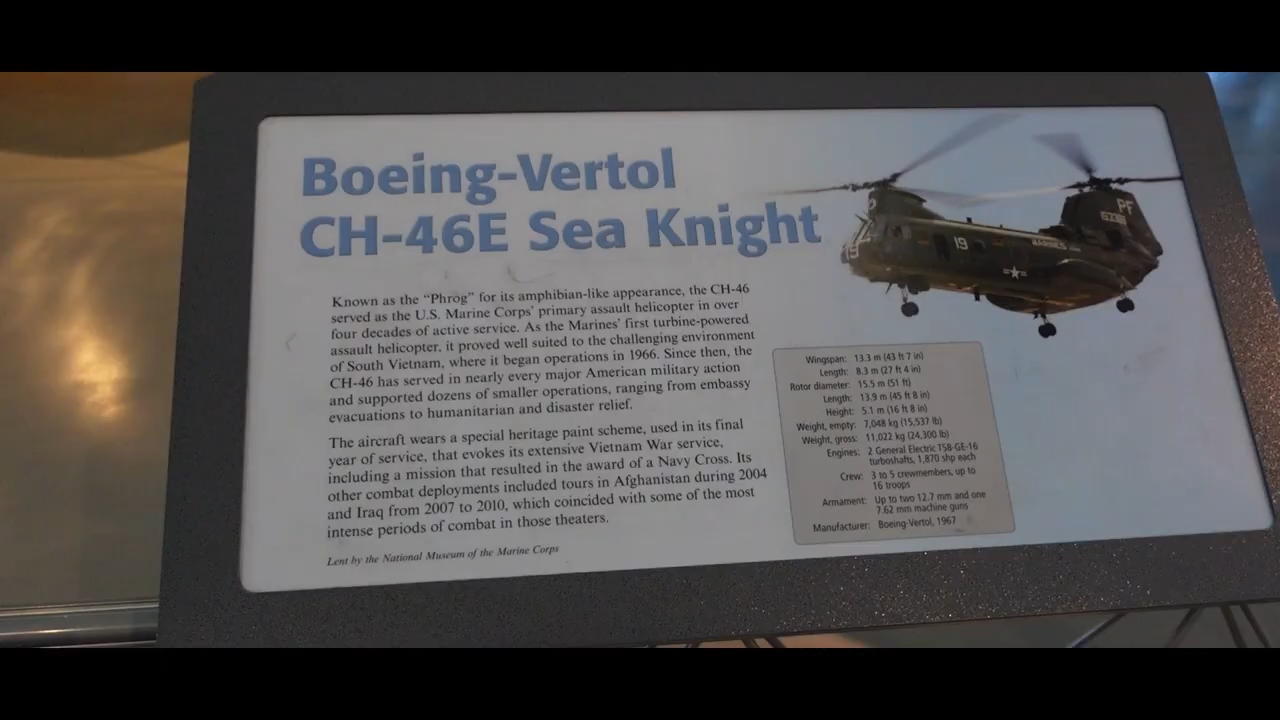 Boeing-Vertol
CH-46E Sea Knight
Known as the “Phrog” for its amphibian-like appearance, the CH-46
served as the U.S. Marine Corps’ primary assault helicopter in over
four decades of active service. As the Marines’ first turbine-powered
assault helicopter, it proved well suited to the challenging environment
of South Vietnam, where it began operations in 1966. Since then, the
CH-46 has served in nearly every major American military action
and supported dozens of smaller operations, ranging from embassy
evacuations to humanitarian and disaster relief.
The aircraft wears a special heritage paint scheme, used in its final
year of service, that evokes its extensive Vietnam War service,
including a mission that resulted in the award of a Navy Cross. Its
other combat deployments included tours in Afghanistan during 2004
and Iraq from 2007 to 2010, which coincided with some of the most
intense periods of combat in those theaters.
Lent by the National Museum of the Marine Corps
PF
19
MARINES
19
Wingspan: 13.3 m (43 ft 7 in)
Length: 8.3 m (27 ft 4 in)
Rotor diameter: 15.5 m (51 ft)
Length: 13.9 m (45 ft 8 in)
Height: 5.1 m (16 ft 8 in)
Weight, empty: 7,048 kg (15,537 lb)
Weight, gross: 11,022 kg (24,300 lb)
Engines: 2 General Electric T58-GE-16
turboshafts, 1,870 shp each
Crew: 3 to 5 crewmembers, up to
16 troops
Armament: Up to two 12.7 mm and one
7.62 mm machine guns
Manufacturer: Boeing-Vertol, 1967